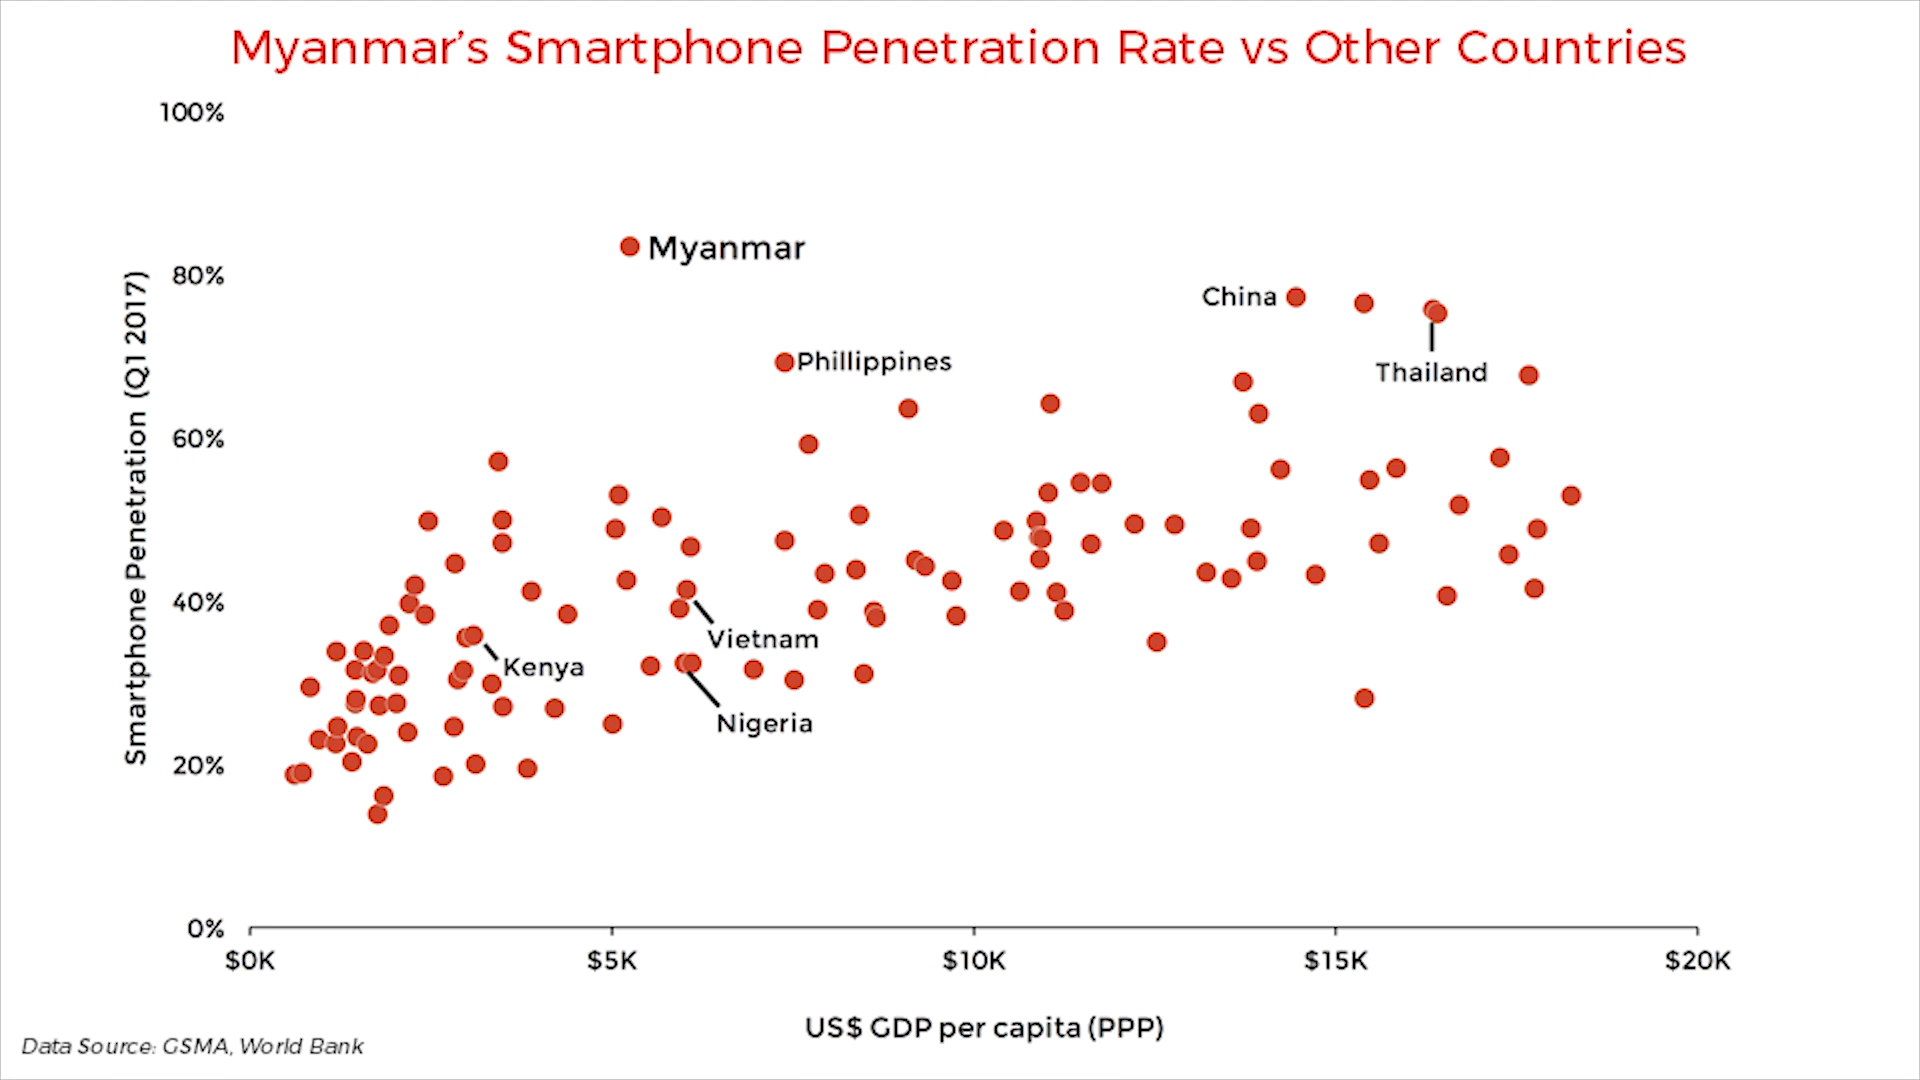 Myanmar's Smartphone Penetration Rate vs Other Countries
100%
80%
60%
40%
20%
0%
Smartphone Penetration (Q1 2017)
Myanmar
China
Phillippines
Thailand
Vietnam
Kenya
Nigeria
$0K
$5K
$10K
$15K
$20K
US$ GDP per capita (PPP)
Data Source: GSMA, World Bank